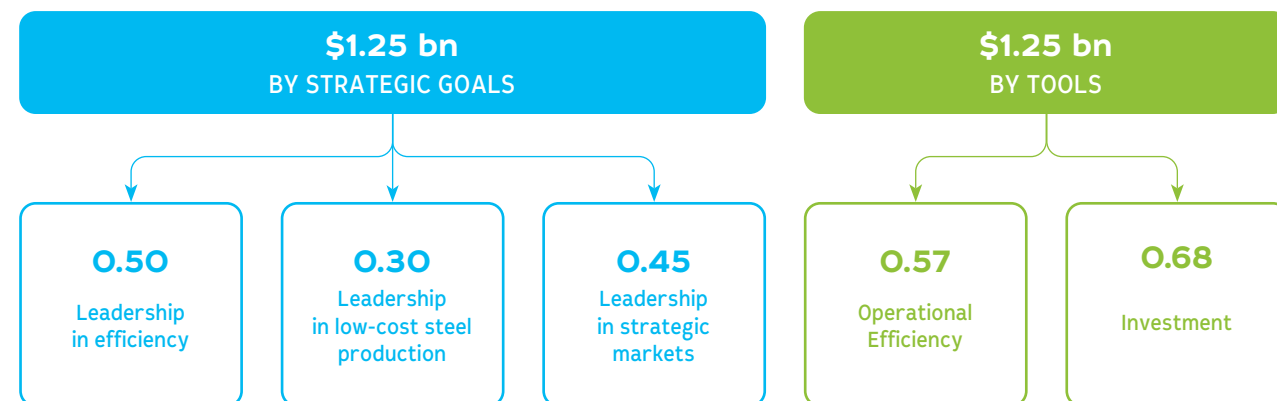 $1.25 bn
BY STRATEGIC GOALS
$1.25 bn
BY TOOLS
0.50
Leadership
in efficiency
0.30
Leadership
in low-cost steel
production
0.45
Leadership
in strategic
markets
0.57
Operational
Efficiency
0.68
Investment